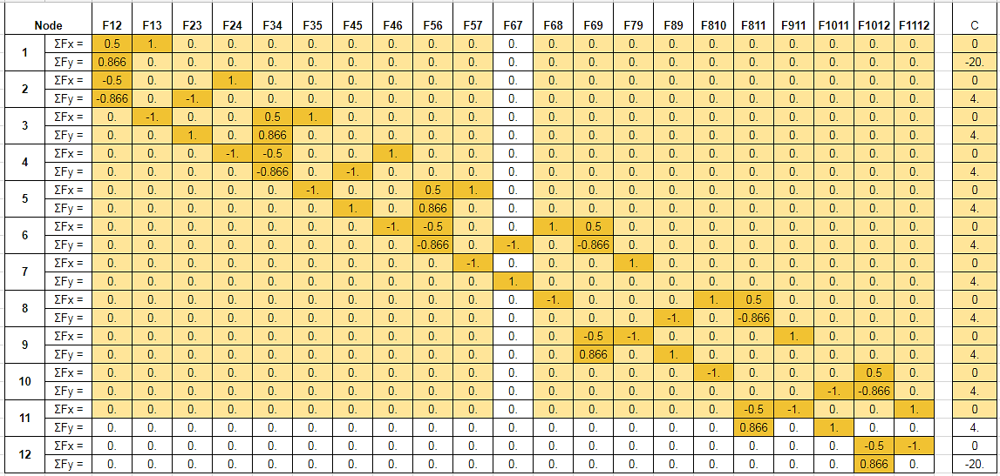 Node F12 F13 F23 F24 F34 F35 F45 F46 F56 F57 F67 F68 F69 F79 F89 F810 F811 F911 F1011 F1012 F1112 C
1 ΣFx = 0.5 1. 0. 0. 0. 0. 0. 0. 0. 0. 0. 0. 0. 0. 0. 0. 0. 0. 0. 0. 0. 0
ΣFy = 0.866 0. 0. 0. 0. 0. 0. 0. 0. 0. 0. 0. 0. 0. 0. 0. 0. 0. 0. 0. 0. -20.
2 ΣFx = -0.5 0. 0. 1. 0. 0. 0. 0. 0. 0. 0. 0. 0. 0. 0. 0. 0. 0. 0. 0. 0. 0
ΣFy = -0.866 0. -1. 0. 0. 0. 0. 0. 0. 0. 0. 0. 0. 0. 0. 0. 0. 0. 0. 0. 0. 4.
3 ΣFx = 0. -1. 0. 0. 0.5 1. 0. 0. 0. 0. 0. 0. 0. 0. 0. 0. 0. 0. 0. 0. 0. 0
ΣFy = 0. 0. 1. 0. 0.866 0. 0. 0. 0. 0. 0. 0. 0. 0. 0. 0. 0. 0. 0. 0. 0. 4.
4 ΣFx = 0. 0. 0. -1. -0.5 0. 0. 1. 0. 0. 0. 0. 0. 0. 0. 0. 0. 0. 0. 0. 0. 0
ΣFy = 0. 0. 0. 0. -0.866 0. -1. 0. 0. 0. 0. 0. 0. 0. 0. 0. 0. 0. 0. 0. 0. 4.
5 ΣFx = 0. 0. 0. 0. 0. -1. 0. 0. 0.5 1. 0. 0. 0. 0. 0. 0. 0. 0. 0. 0. 0. 0
ΣFy = 0. 0. 0. 0. 0. 0. 1. 0. 0.866 0. 0. 0. 0. 0. 0. 0. 0. 0. 0. 0. 0. 4.
6 ΣFx = 0. 0. 0. 0. 0. 0. 0. -1. -0.5 0. 0. 1. 0.5 0. 0. 0. 0. 0. 0. 0. 0. 0
ΣFy = 0. 0. 0. 0. 0. 0. 0. 0. -0.866 0. -1. 0. -0.866 0. 0. 0. 0. 0. 0. 0. 0. 4.
7 ΣFx = 0. 0. 0. 0. 0. 0. 0. 0. 0. -1. 0. 0. 0. 1. 0. 0. 0. 0. 0. 0. 0. 0
ΣFy = 0. 0. 0. 0. 0. 0. 0. 0. 0. 0. 1. 0. 0. 0. 0. 0. 0. 0. 0. 0. 0. 4.
8 ΣFx = 0. 0. 0. 0. 0. 0. 0. 0. 0. 0. 0. -1. 0. 0. 0. 1. 0.5 0. 0. 0. 0. 0
ΣFy = 0. 0. 0. 0. 0. 0. 0. 0. 0. 0. 0. 0. 0. 0. -1. 0. -0.866 0. 0. 0. 0. 4.
9 ΣFx = 0. 0. 0. 0. 0. 0. 0. 0. 0. 0. 0. 0. -0.5 -1. 0. 0. 0. 1. 0. 0. 0. 0
ΣFy = 0. 0. 0. 0. 0. 0. 0. 0. 0. 0. 0. 0. 0.866 0. 1. 0. 0. 0. 0. 0. 0. 4.
10 ΣFx = 0. 0. 0. 0. 0. 0. 0. 0. 0. 0. 0. 0. 0. 0. 0. -1. 0. 0. 0. 0.5 0. 0
ΣFy = 0. 0. 0. 0. 0. 0. 0. 0. 0. 0. 0. 0. 0. 0. 0. 0. 0. 0. -1. -0.866 0. 4.
11 ΣFx = 0. 0. 0. 0. 0. 0. 0. 0. 0. 0. 0. 0. 0. 0. 0. 0. -0.5 -1. 0. 0. 1. 0
ΣFy = 0. 0. 0. 0. 0. 0. 0. 0. 0. 0. 0. 0. 0. 0. 0. 0. 0.866 0. 1. 0. 0. 4.
12 ΣFx = 0. 0. 0. 0. 0. 0. 0. 0. 0. 0. 0. 0. 0. 0. 0. 0. 0. 0. 0. -0.5 -1. 0
ΣFy = 0. 0. 0. 0. 0. 0. 0. 0. 0. 0. 0. 0. 0. 0. 0. 0. 0. 0. 0. 0.866 0. -20.